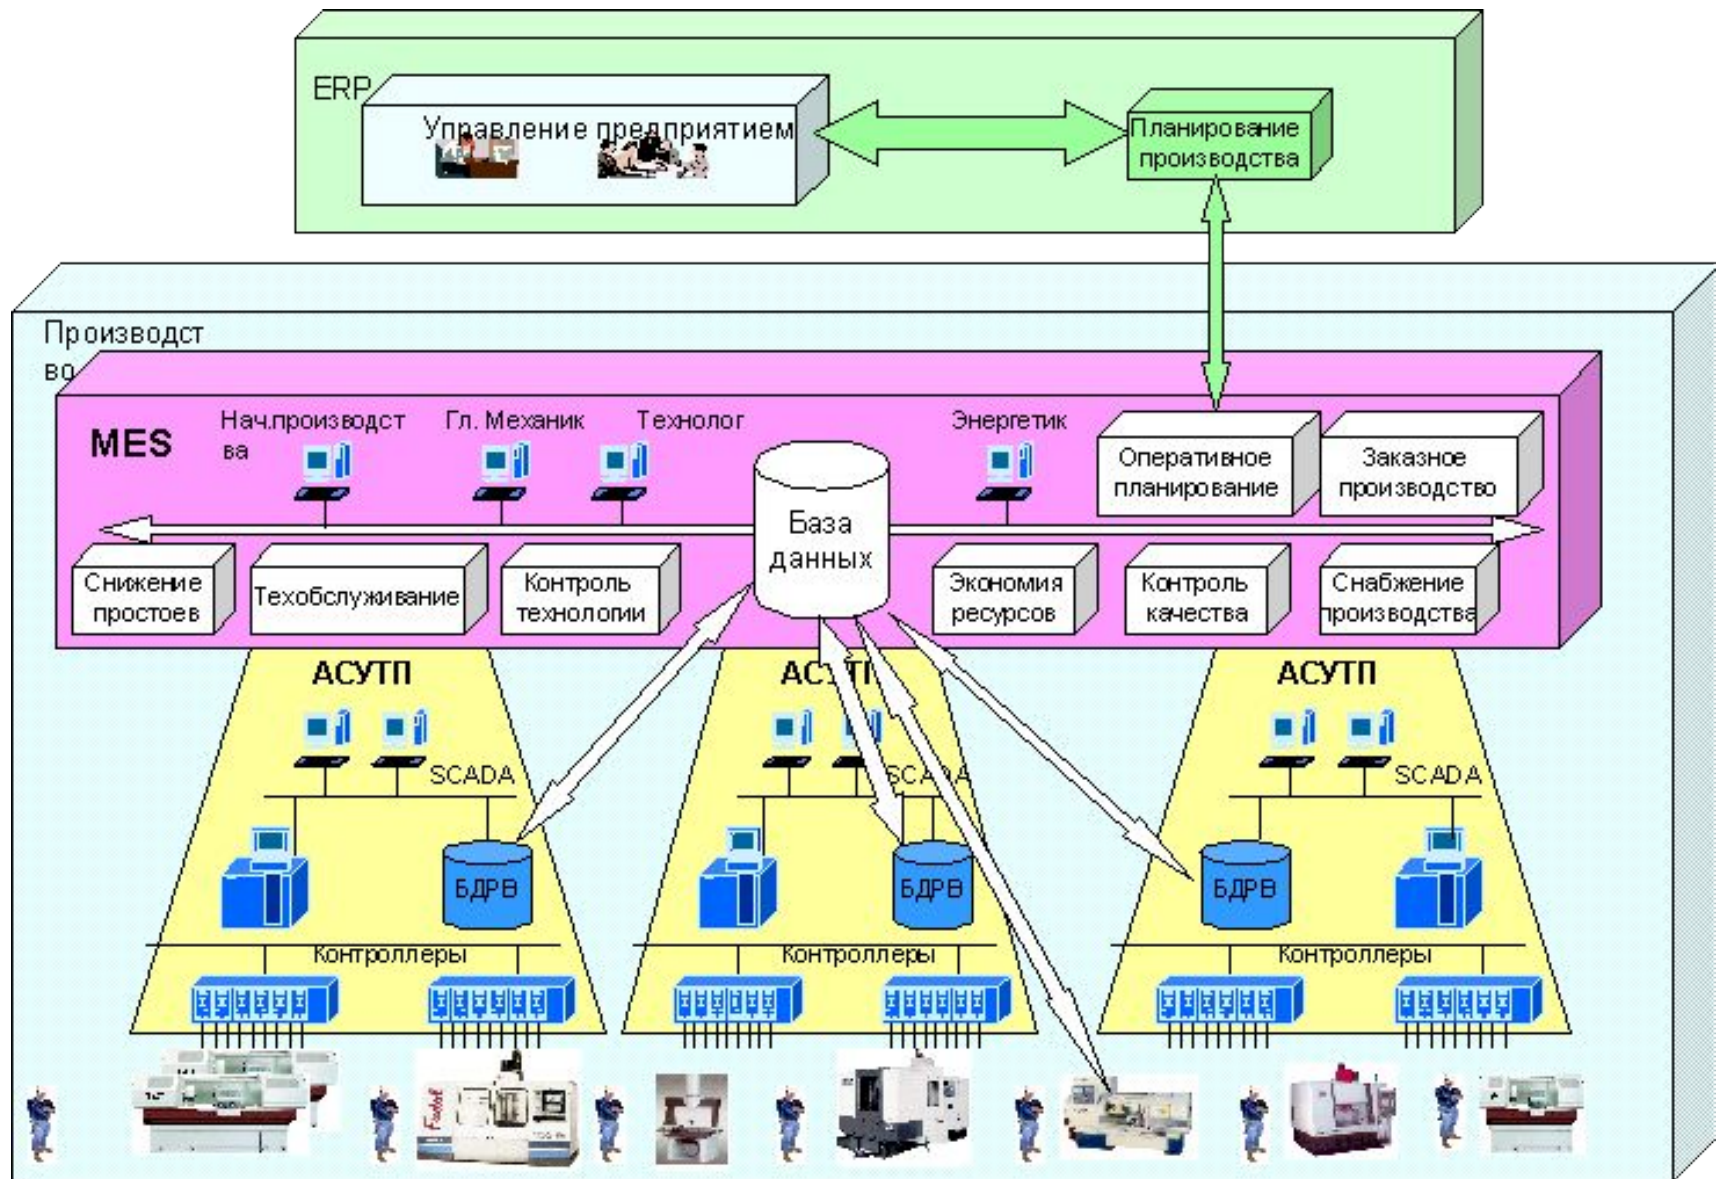 ERP
Управление предприятием
Планирование
производства
Производст
во
MES
Нач.производст
ва
Гл. Механик
Технолог
Энергетик
Оперативное
планирование
Заказное
производство
База
данных
Снижение
простоев
Техобслуживание
Контроль
технологии
Экономия
ресурсов
Контроль
качества
Снабжение
производства
АСУТП
АСУТП
АСУТП
SCADA
SCADA
SCADA
БДРВ
БДРВ
БДРВ
Контроллеры
Контроллеры
Контроллеры
Fadal